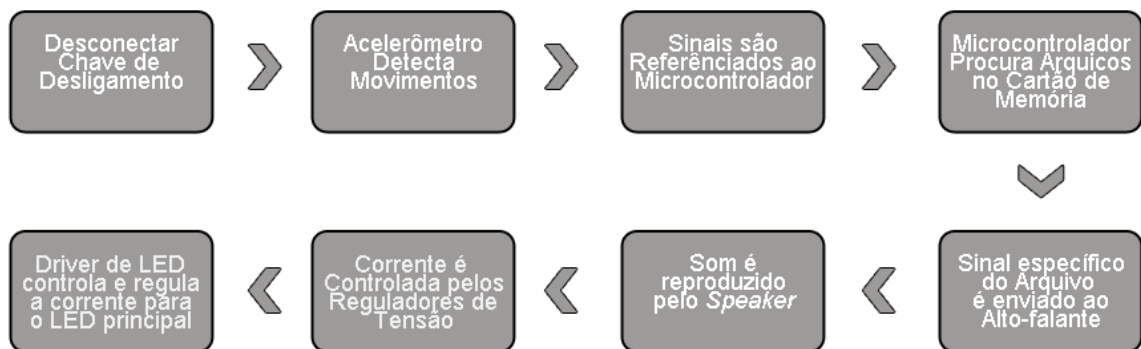 Desconectar
Chave de
Desligamento
Acelerômetro
Detecta
Movimentos
Sinais são
Referênciados ao
Microcontrolador
Microcontrolador
Procura Arquicos
no Cartão de
Memória
Sinal específico
do Arquivo
é enviado ao
Alto-falante
Som é
reproduzido
pelo Speaker
Corrente é
Controlada pelos
Reguladores de
Tensão
Driver de LED
controla e regula
a corrente para
o LED principal